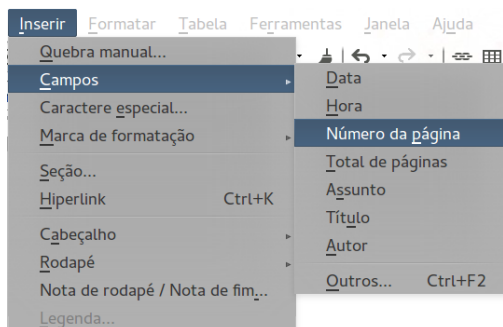 Inserir Formatar Tabela Ferramentas Janela Ajuda
Quebra manual...
Campos
Caractere especial...
Marca de formatação
Seção...
Hiperlink Ctrl+K
Cabeçalho
Rodapé
Nota de rodapé / Nota de fim...
Legenda...
Data
Hora
Número da página
Total de páginas
Assunto
Título
Autor
Outros... Ctrl+F2